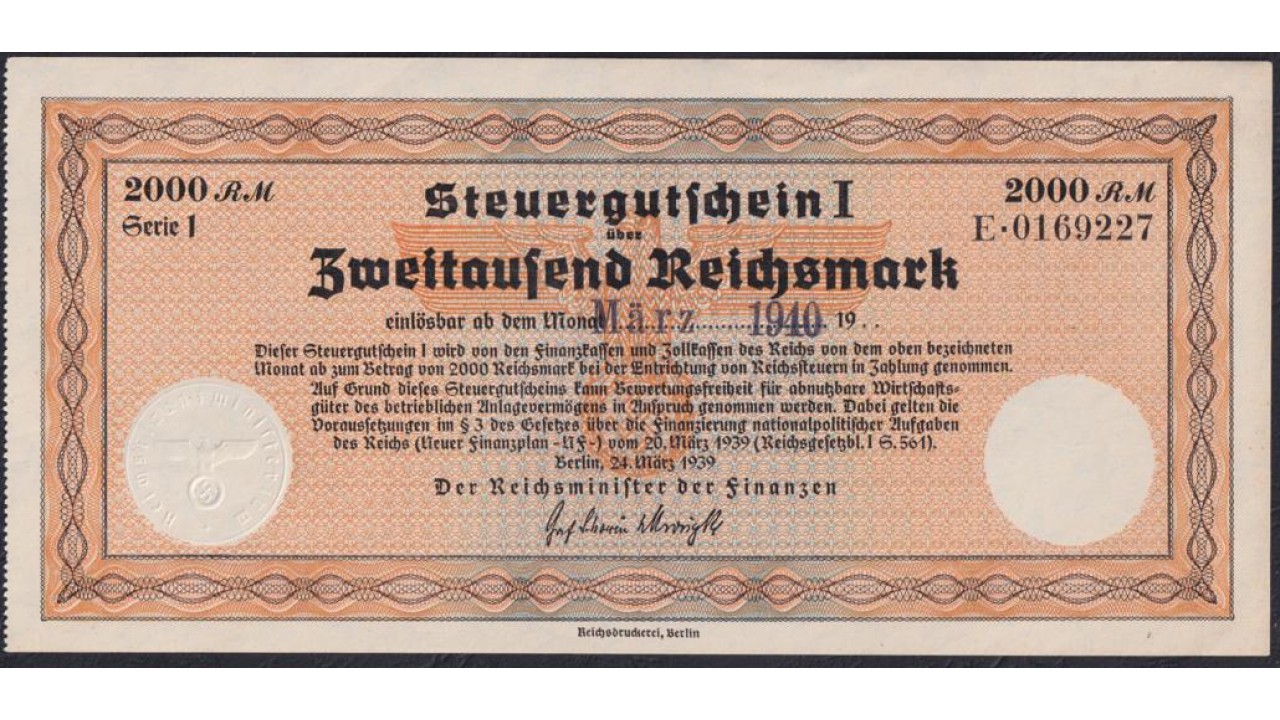 2000 RM
Steuergutschein I
2000 RM
Serie 1
über
E·0169227
Zweitausend Reichsmark
einlösbar ab dem Monat März 1940 19 . .
Dieser Steuergutschein I wird von den Finanzkassen und Zollkassen des Reichs von dem oben bezeichneten
Monat ab zum Betrag von 2000 Reichsmark bei der Entrichtung von Reichssteuern in Zahlung genommen.
Auf Grund dieses Steuergutscheins kann Bewertungsfreiheit für abnutzbare Wirtschafts-
güter des betrieblichen Anlagevermögens in Anspruch genommen werden. Dabei gelten die
Voraussetzungen im § 3 des Gesetzes über die Finanzierung nationalpolitischer Aufgaben
des Reichs (Neuer Finanzplan -NF-) vom 20. März 1939 (Reichsgesetzbl. I S. 561).
Berlin, 24. März 1939
Der Reichsminister der Finanzen
Graf Schwerin Krosigk
Reichsfinanzministerium
Reichsdruckerei, Berlin